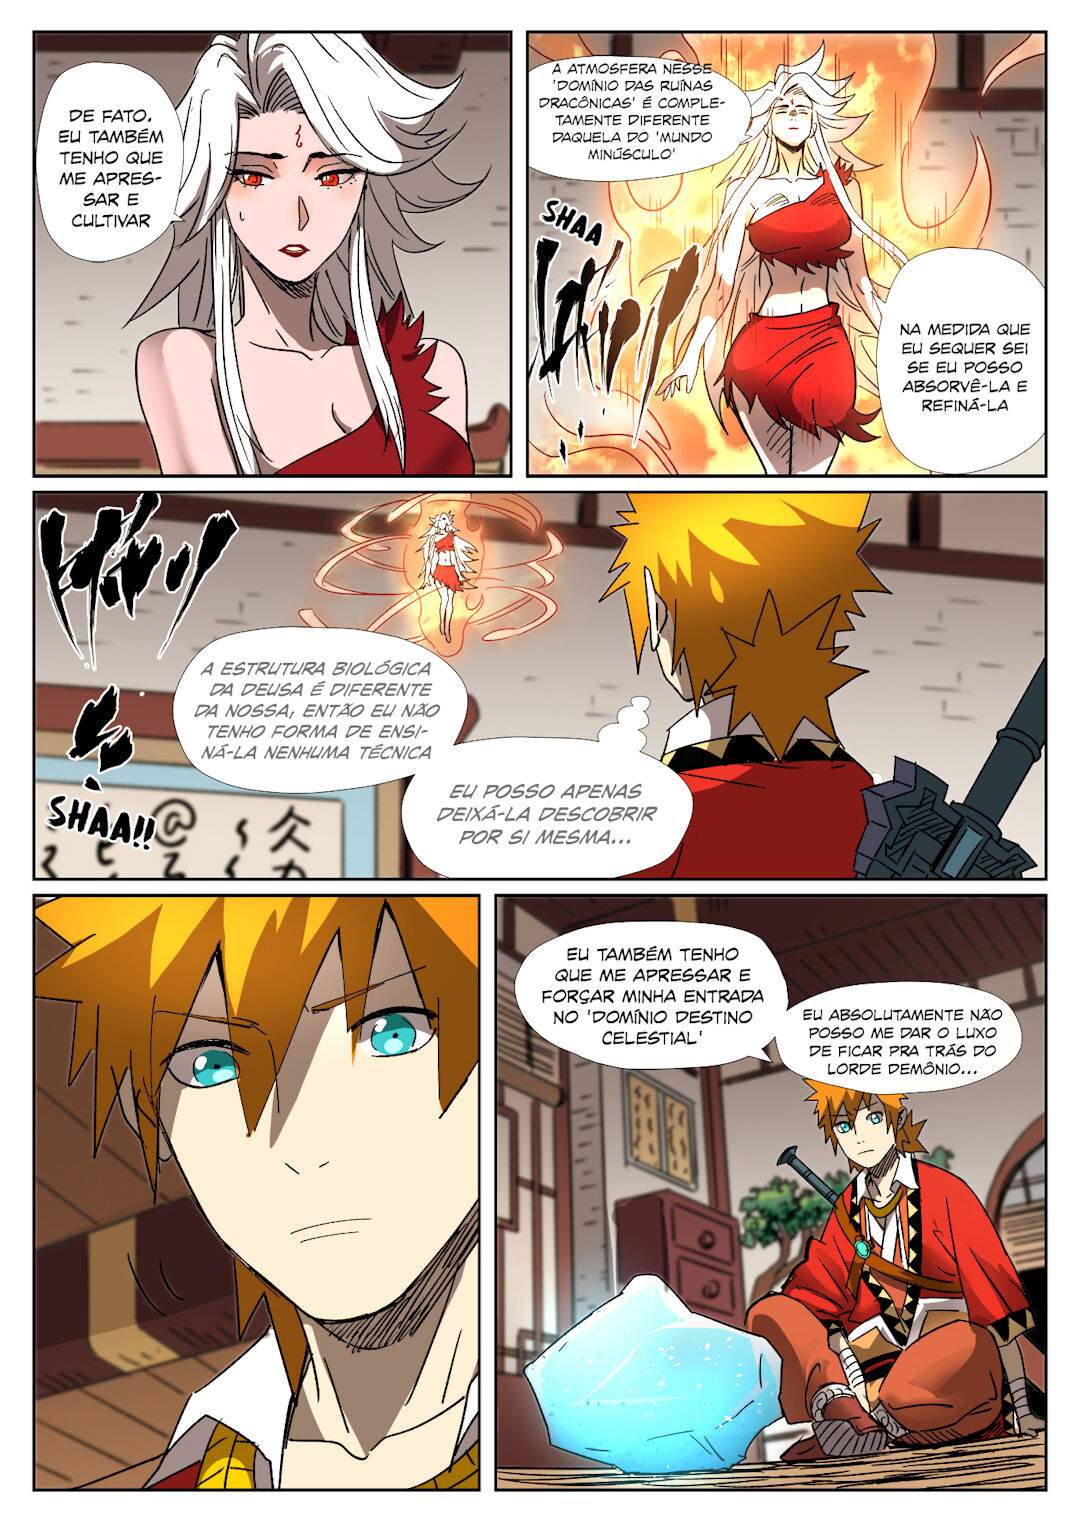 DE FATO.
EU TAMBÉM
TENHO QUE
ME APRES-
SAR E
CULTIVAR
A ATMOSFERA NESSE
'DOMÍNIO DAS RUÍNAS
DRACÔNICAS' É COMPLE-
TAMENTE DIFERENTE
DAQUELA DO 'MUNDO
MINÚSCULO'
SHAA
NA MEDIDA QUE
EU SEQUER SEI
SE EU POSSO
ABSORVÊ-LA E
REFINÁ-LA
A ESTRUTURA BIOLÓGICA
DA DEUSA É DIFERENTE
DA NOSSA, ENTÃO EU NÃO
TENHO FORMA DE ENSI-
NÁ-LA NENHUMA TÉCNICA
EU POSSO APENAS
DEIXÁ-LA DESCOBRIR
POR SI MESMA...
SHAA!!
EU TAMBÉM TENHO
QUE ME APRESSAR E
FORÇAR MINHA ENTRADA
NO 'DOMÍNIO DESTINO
CELESTIAL'
EU ABSOLUTAMENTE NÃO
POSSO ME DAR O LUXO
DE FICAR PRA TRÁS DO
LORDE DEMÔNIO...